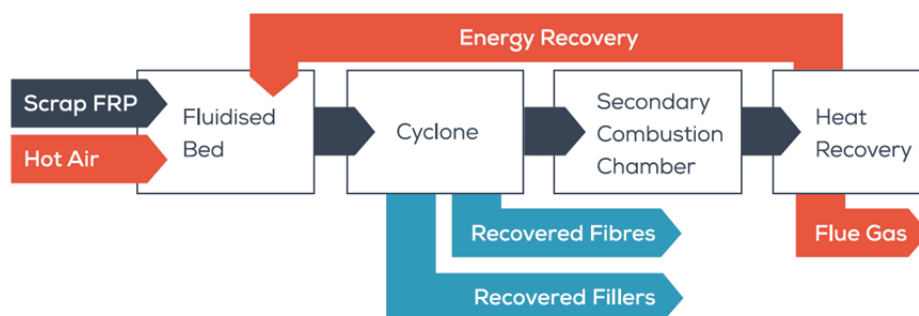 Energy Recovery
Scrap FRP
Hot Air
Fluidised
Bed
Cyclone
Secondary
Combustion
Chamber
Heat
Recovery
Recovered Fibres
Flue Gas
Recovered Fillers